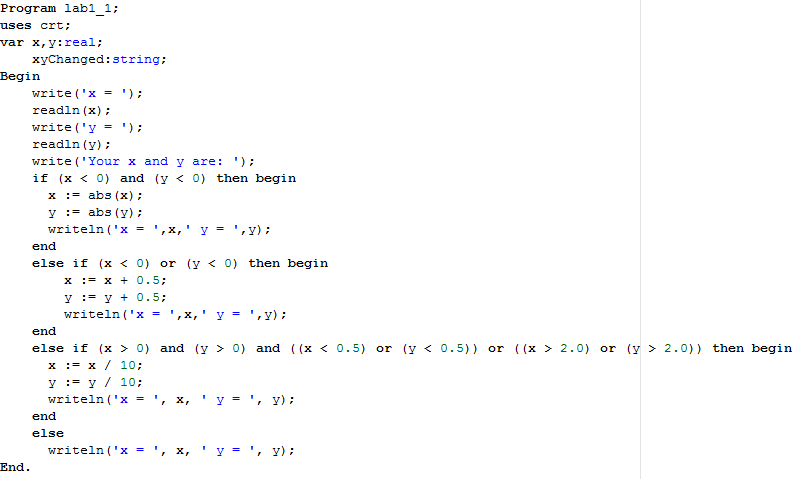 Program lab1_1;
uses crt;
var x,y:real;
    xyChanged:string;
Begin
    write('x = ');
    readln(x);
    write('y = ');
    readln(y);
    write('Your x and y are: ');
    if (x < 0) and (y < 0) then begin
      x := abs(x);
      y := abs(y);
      writeln('x = ',x,' y = ',y);
    end
    else if (x < 0) or (y < 0) then begin
        x := x + 0.5;
        y := y + 0.5;
        writeln('x = ',x,' y = ',y);
    end
    else if (x > 0) and (y > 0) and ((x < 0.5) or (y < 0.5)) or ((x > 2.0) or (y > 2.0)) then begin
      x := x / 10;
      y := y / 10;
      writeln('x = ', x, ' y = ', y);
    end
    else
      writeln('x = ', x, ' y = ', y);
End.